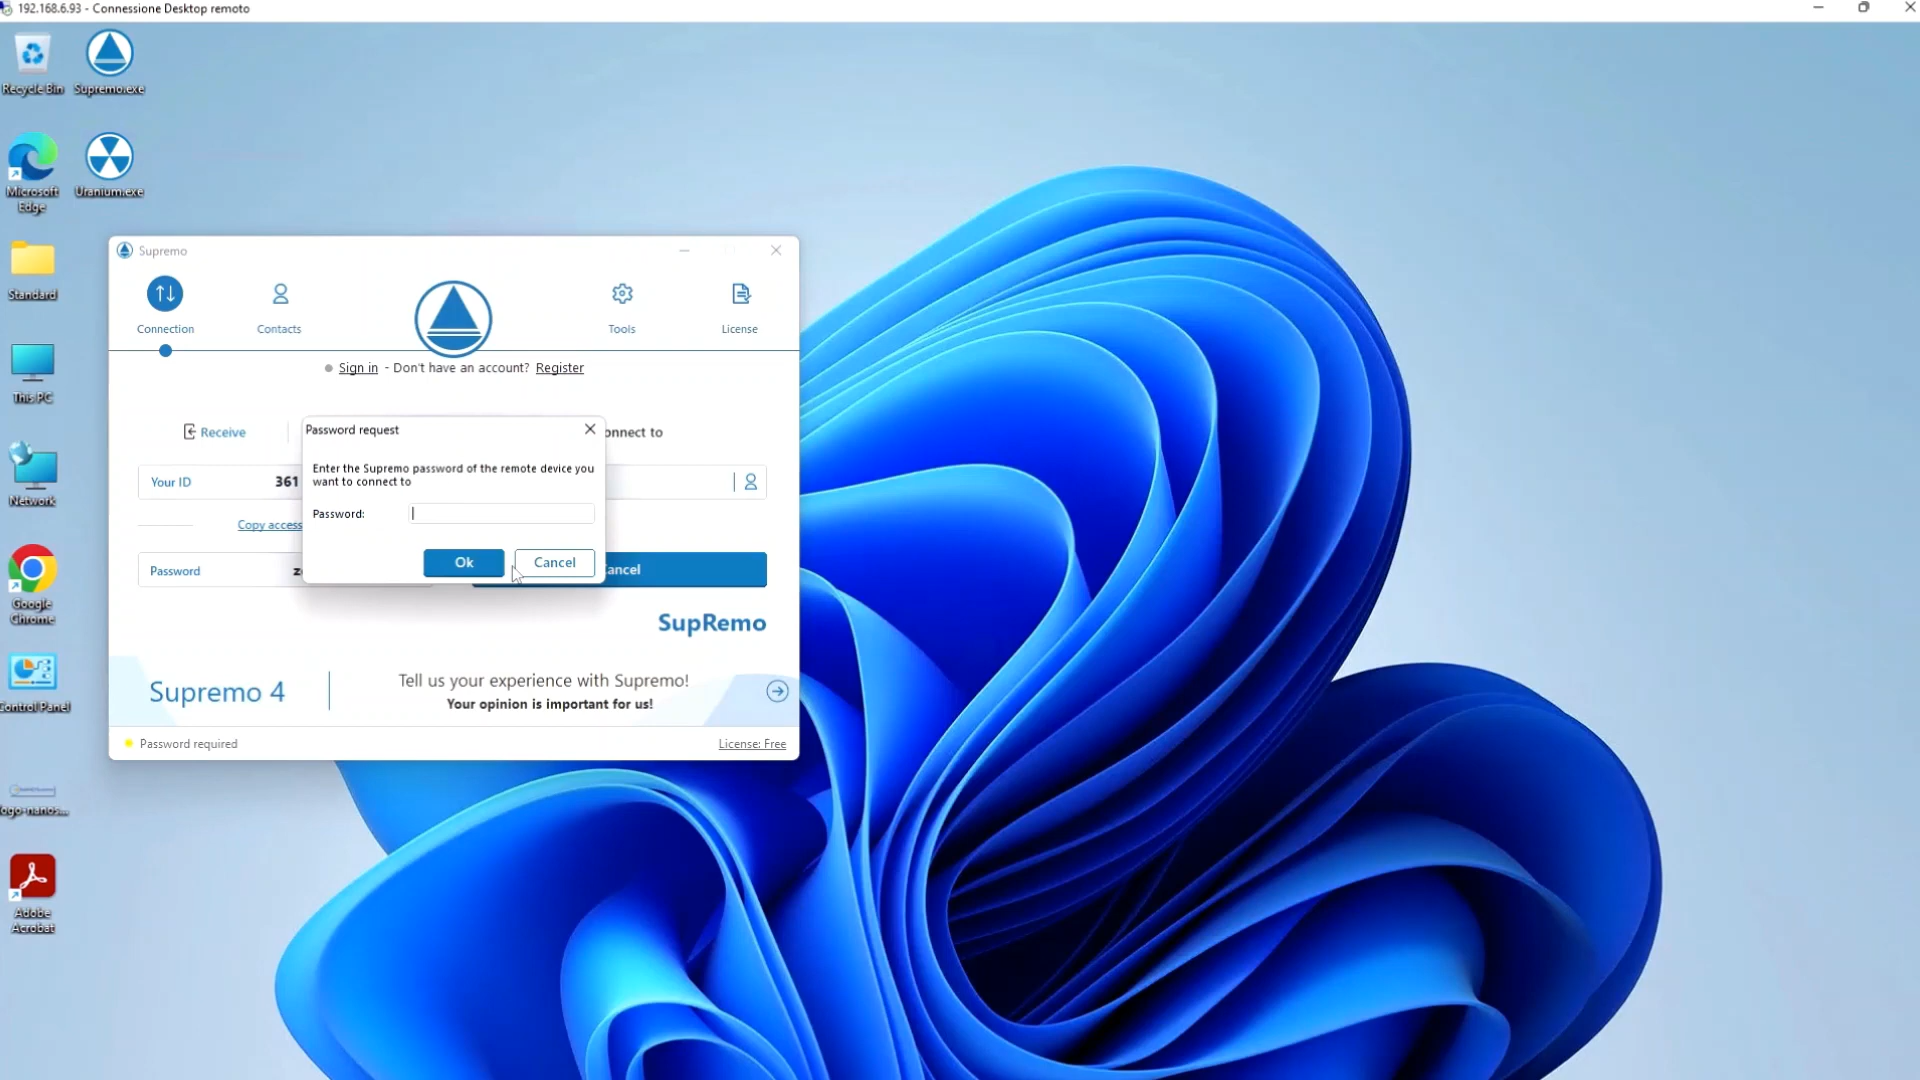 192.168.6.93 - Connessione Desktop remoto
Recycle Bin
Supremo.exe
Microsoft
Edge
Uranium.exe
Standard
This PC
Network
Google
Chrome
Control Panel
Adobe
Acrobat
Supremo
Connection
Contacts
Tools
License
Sign in - Don't have an account? Register
Receive
onnect to
Password request
Enter the Supremo password of the remote device you
want to connect to
Your ID
361
Password:
Copy access
Ok
Cancel
Password
ancel
SupRemo
Supremo 4
Tell us your experience with Supremo!
Your opinion is important for us!
Password required
License: Free